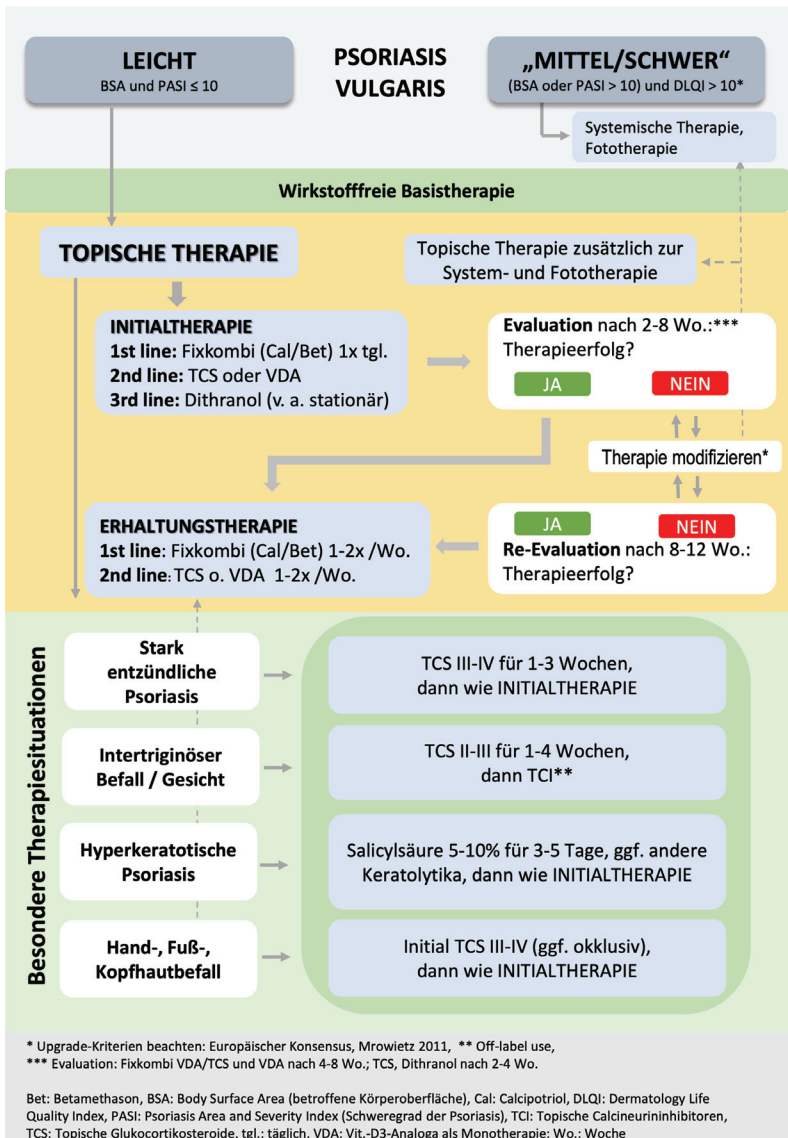 LEICHT
BSA und PASI ≤ 10
PSORIASIS
VULGARIS
„MITTEL/SCHWER“
(BSA oder PASI > 10) und DLQI > 10*
Systemische Therapie,
Fototherapie
Wirkstofffreie Basistherapie
TOPISCHE THERAPIE
Topische Therapie zusätzlich zur
System- und Fototherapie
INITIALTHERAPIE
1st line: Fixkombi (Cal/Bet) 1x tgl.
2nd line: TCS oder VDA
3rd line: Dithranol (v. a. stationär)
Evaluation nach 2-8 Wo.:***
Therapieerfolg?
JA
NEIN
Therapie modifizieren*
ERHALTUNGSTHERAPIE
1st line: Fixkombi (Cal/Bet) 1-2x /Wo.
2nd line: TCS o. VDA 1-2x /Wo.
JA
NEIN
Re-Evaluation nach 8-12 Wo.:
Therapieerfolg?
Besondere Therapiesituationen
Stark
entzündliche
Psoriasis
TCS III-IV für 1-3 Wochen,
dann wie INITIALTHERAPIE
Intertriginöser
Befall / Gesicht
TCS II-III für 1-4 Wochen,
dann TCI**
Hyperkeratotische
Psoriasis
Salicylsäure 5-10% für 3-5 Tage, ggf. andere
Keratolytika, dann wie INITIALTHERAPIE
Hand-, Fuß-,
Kopfhautbefall
Initial TCS III-IV (ggf. okklusiv),
dann wie INITIALTHERAPIE
* Upgrade-Kriterien beachten: Europäischer Konsensus, Mrowietz 2011, ** Off-label use,
*** Evaluation: Fixkombi VDA/TCS und VDA nach 4-8 Wo.; TCS, Dithranol nach 2-4 Wo.
Bet: Betamethason, BSA: Body Surface Area (betroffene Körperoberfläche), Cal: Calcipotriol, DLQI: Dermatology Life
Quality Index, PASI: Psoriasis Area and Severity Index (Schweregrad der Psoriasis), TCI: Topische Calcineurininhibitoren,
TCS: Topische Glukocortikosteroide, tgl.: täglich, VDA: Vit.-D3-Analoga als Monotherapie; Wo.: Woche